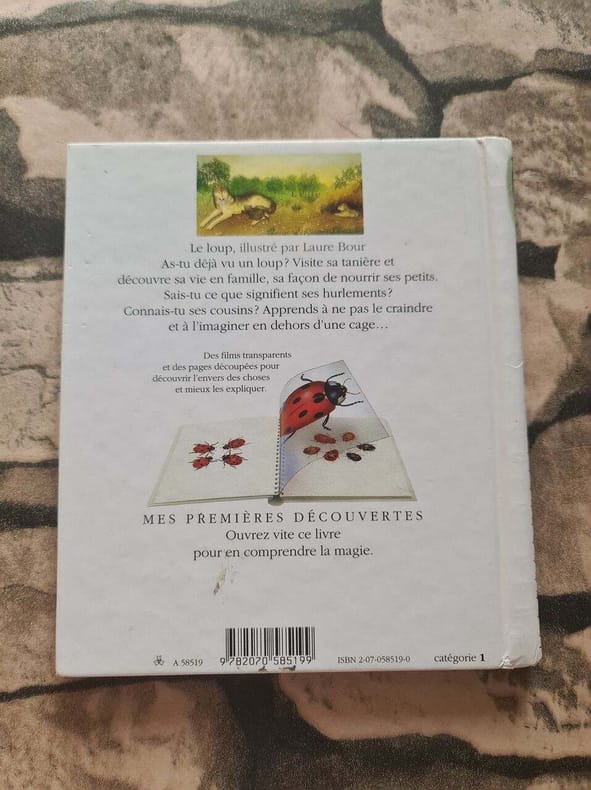 Le loup, illustré par Laure Bour
As-tu déjà vu un loup? Visite sa tanière et
découvre sa vie en famille, sa façon de nourrir ses petits.
Sais-tu ce que signifient ses hurlements?
Connais-tu ses cousins? Apprends à ne pas le craindre
et à l'imaginer en dehors d'une cage…
Des films transparents
et des pages découpées pour
découvrir l'envers des choses
et mieux les expliquer.
MES PREMIÈRES DÉCOUVERTES
Ouvrez vite ce livre
pour en comprendre la magie.
A 58519
9 782070 585199
ISBN 2-07-058519-0
catégorie 1